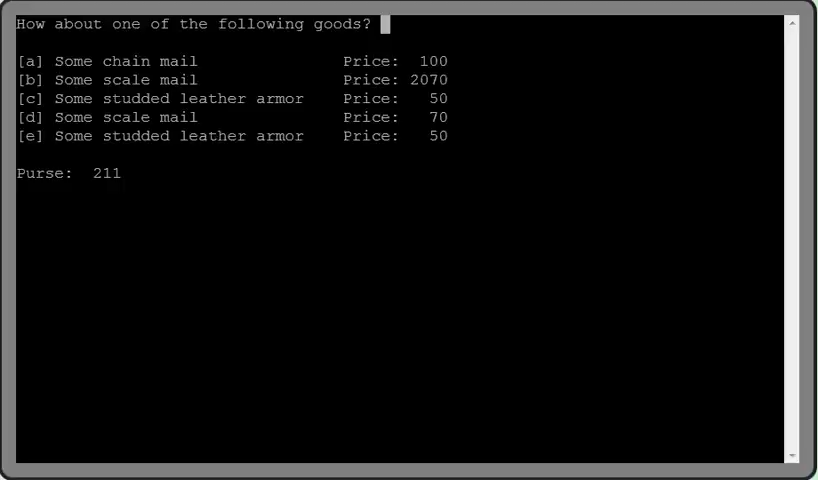 How about one of the following goods?
[a] Some chain mail Price: 100
[b] Some scale mail Price: 2070
[c] Some studded leather armor Price: 50
[d] Some scale mail Price: 70
[e] Some studded leather armor Price: 50
Purse: 211